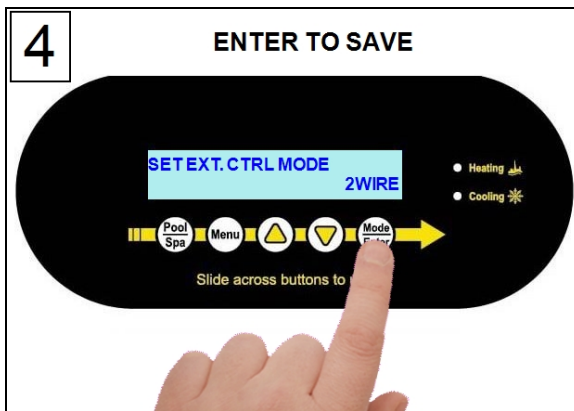 4
ENTER TO SAVE
SET EXT. CTRL MODE
2WIRE
Heating
Cooling
Pool
Spa
Menu
Mode
Slide across buttons to